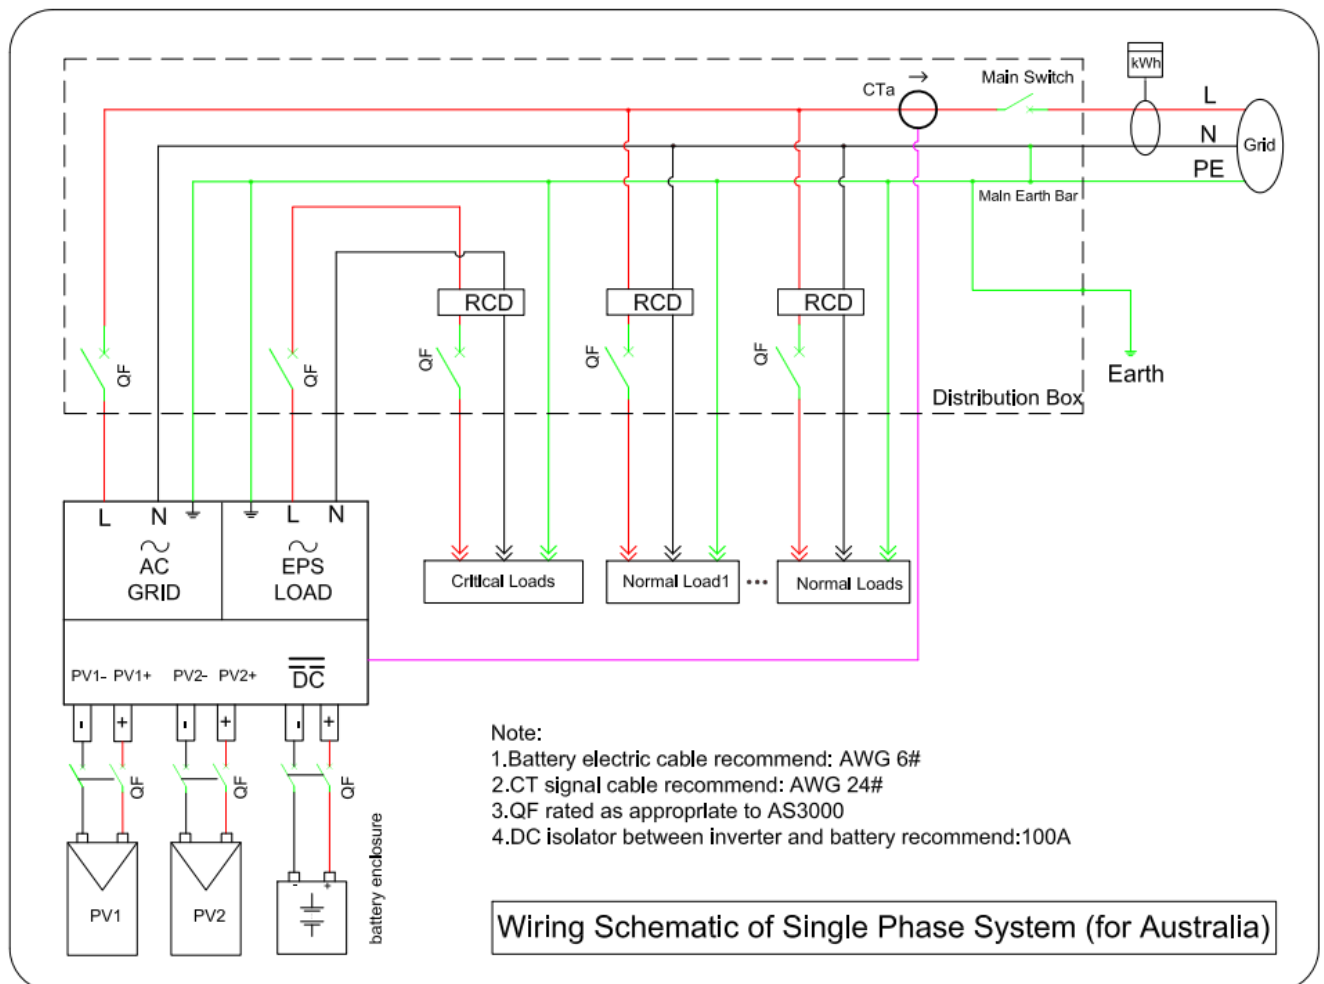 kWh
CTa
Main Switch
L
N
PE
Grid
Main Earth Bar
RCD
RCD
RCD
QF
QF
QF
QF
QF
Earth
Distribution Box
L
N
L
N
AC
GRID
EPS
LOAD
Critical Loads
Normal Load1
...
Normal Loads
PV1-
PV1+
PV2-
PV2+
DC
-
+
-
+
-
+
QF
QF
QF
Note:
1.Battery electric cable recommend: AWG 6#
2.CT signal cable recommend: AWG 24#
3.QF rated as appropriate to AS3000
4.DC isolator between inverter and battery recommend:100A
battery enclosure
-
+
PV1
PV2
Wiring Schematic of Single Phase System (for Australia)